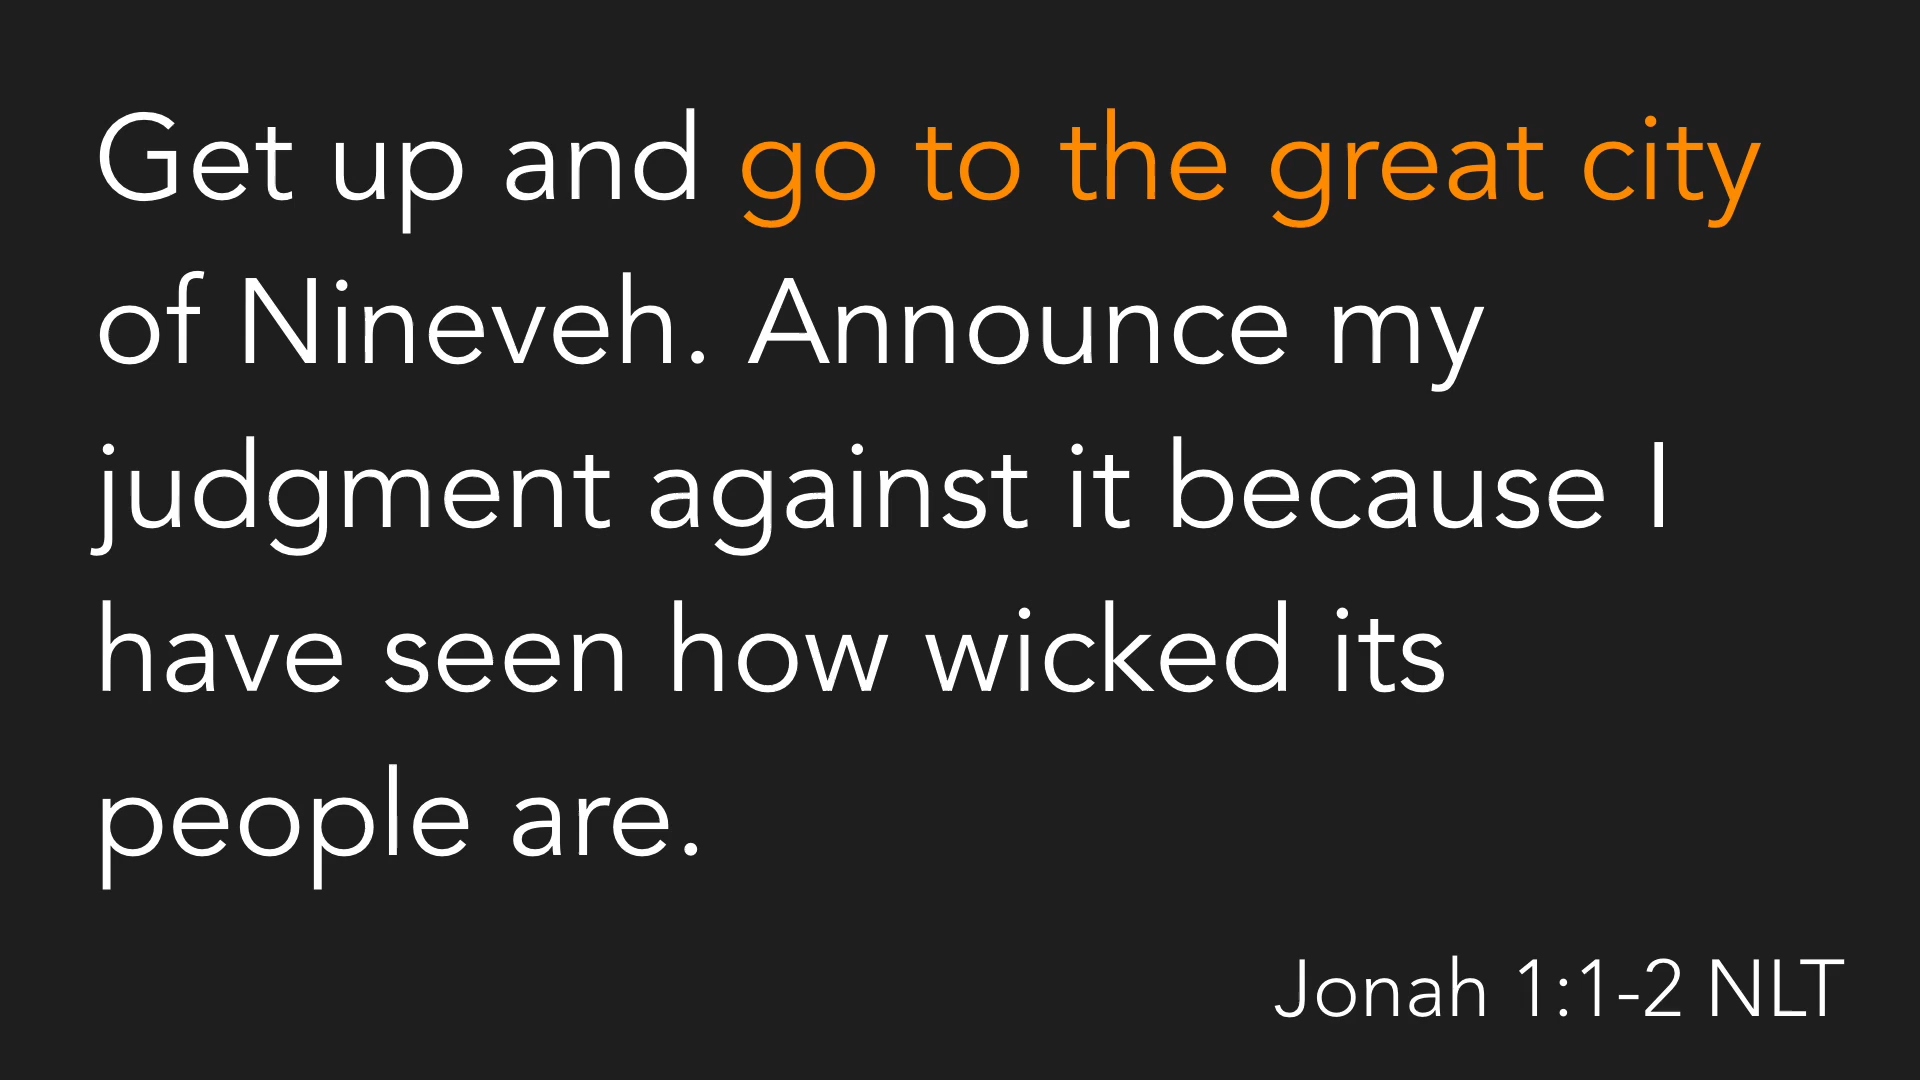 Get up and go to the great city
of Nineveh. Announce my
judgment against it because I
have seen how wicked its
people are.
Jonah 1:1-2 NLT